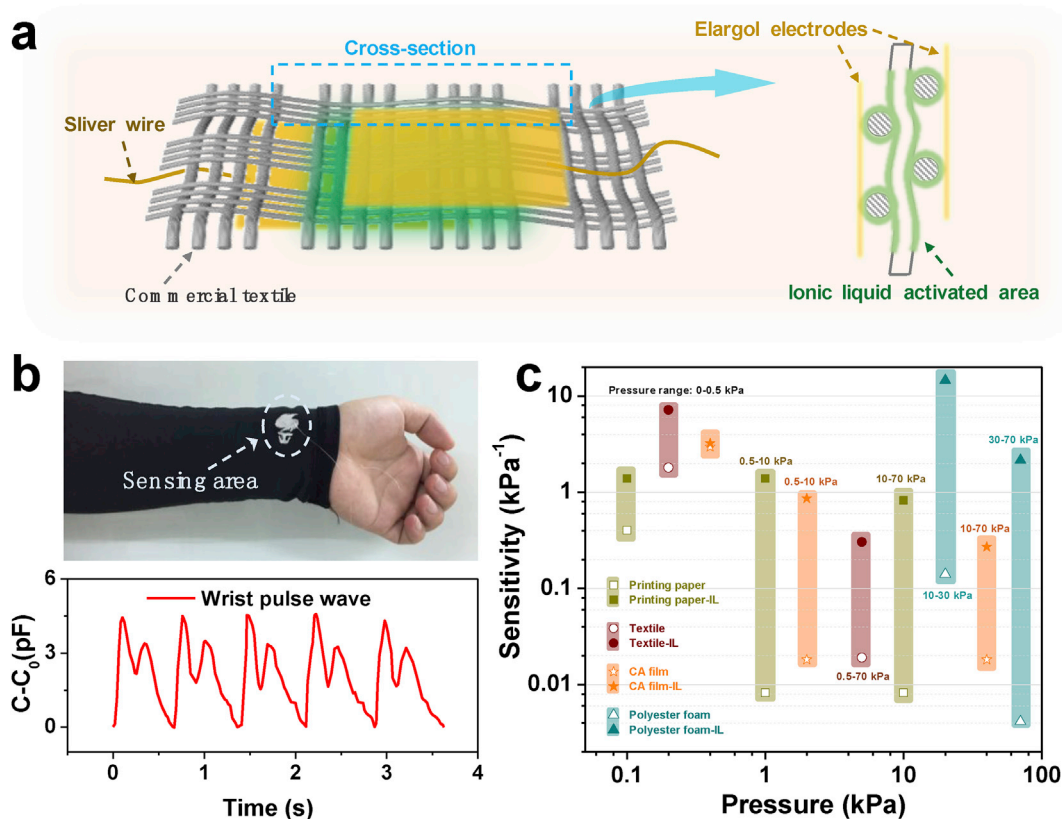 a
Cross-section
Elargol electrodes
Sliver wire
Commercial textile
Ionic liquid activated area
b
Sensing area
6
3
0
C-C0(pF)
Wrist pulse wave
0
1
2
3
4
Time (s)
c
Pressure range: 0-0.5 kPa
0.5-10 kPa
0.5-10 kPa
10-70 kPa
30-70 kPa
10-70 kPa
10-30 kPa
0.5-70 kPa
Printing paper
Printing paper-IL
Textile
Textile-IL
CA film
CA film-IL
Polyester foam
Polyester foam-IL
10
1
0.1
0.01
Sensitivity (kPa-1)
0.1
1
10
100
Pressure (kPa)